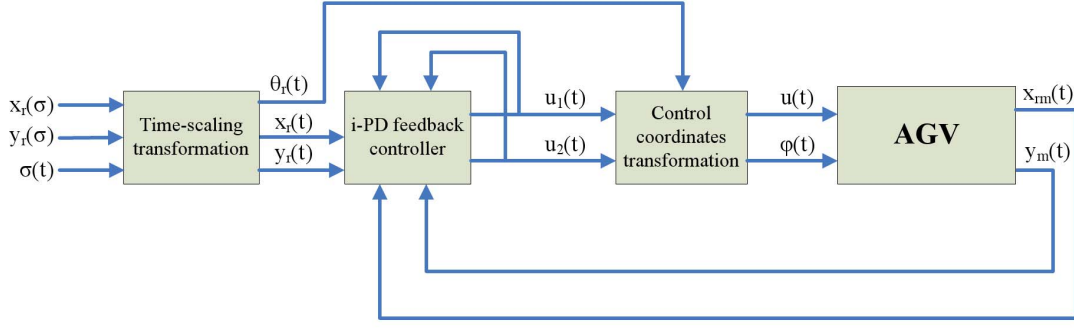 θr(t)
xr(σ)
yr(σ)
σ(t)
Time-scaling
transformation
xr(t)
yr(t)
i-PD feedback
controller
u1(t)
u2(t)
Control
coordinates
transformation
u(t)
φ(t)
AGV
xrm(t)
ym(t)